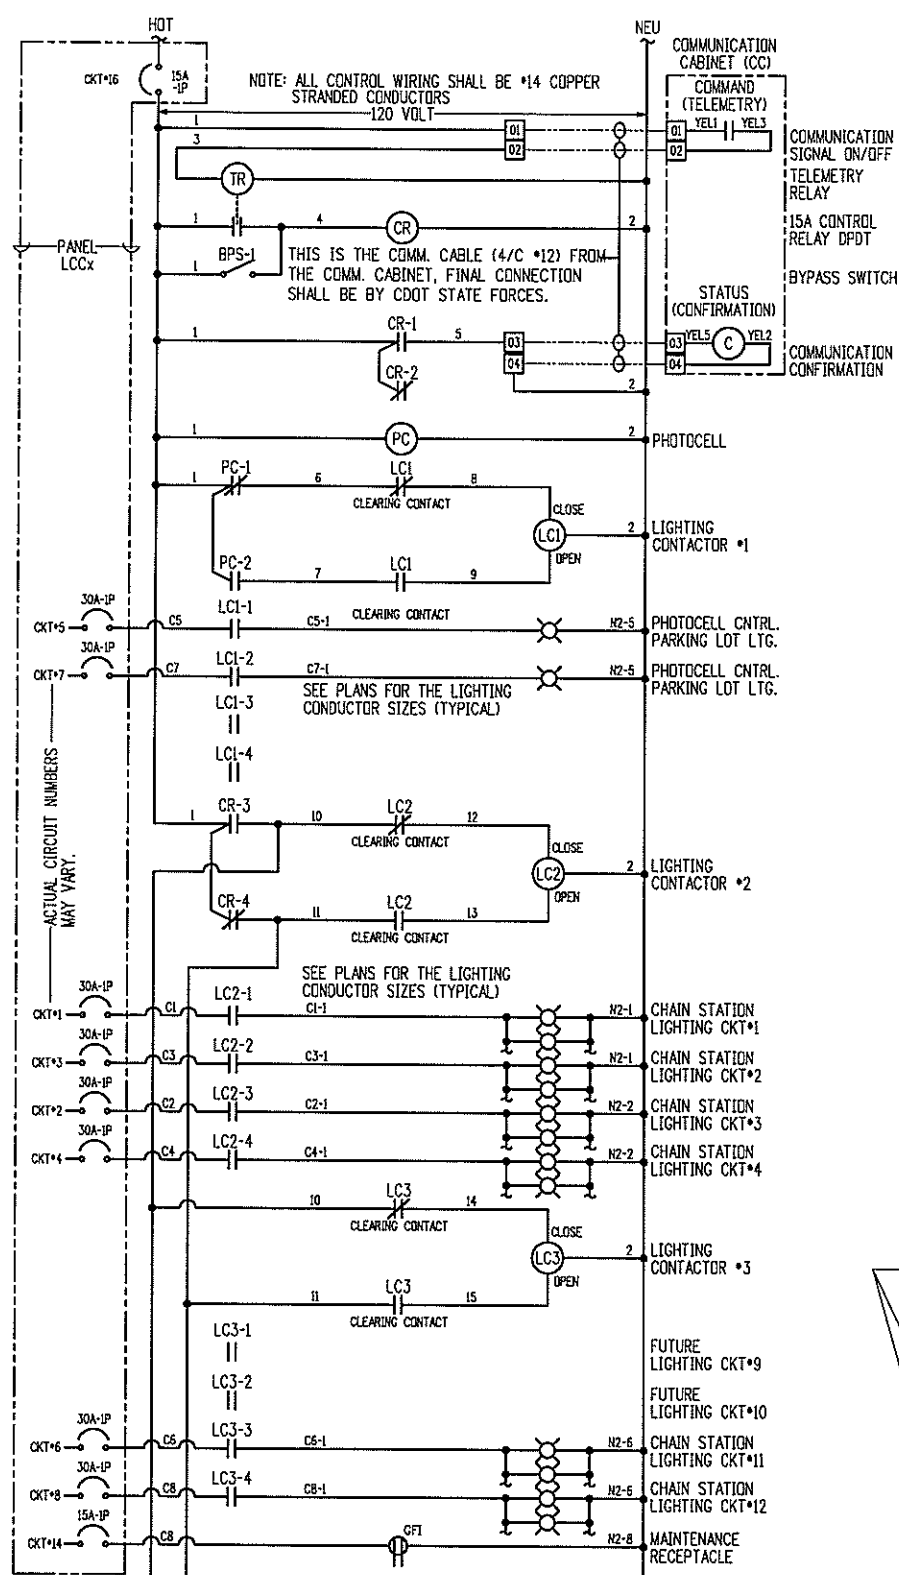 HOT
NEU
COMMUNICATION
CABINET (CC)
CKT#16
15A
-1P
NOTE: ALL CONTROL WIRING SHALL BE #14 COPPER
STRANDED CONDUCTORS
120 VOLT
COMMAND
(TELEMETRY)
1
01
01
YEL1
YEL3
COMMUNICATION
SIGNAL ON/OFF
3
02
02
TR
TELEMETRY
RELAY
1
4
CR
2
15A CONTROL
RELAY DPDT
PANEL
LCCx
BPS-1
1
THIS IS THE COMM. CABLE (4/C #12) FROM
THE COMM. CABINET, FINAL CONNECTION
SHALL BE BY CDOT STATE FORCES.
BYPASS SWITCH
STATUS
(CONFIRMATION)
1
CR-1
5
03
03
YEL5
C
YEL2
COMMUNICATION
CONFIRMATION
CR-2
04
04
2
1
PC
2
PHOTOCELL
1
PC-1
6
LC1
8
CLEARING CONTACT
CLOSE
LC1
2
LIGHTING
CONTACTOR #1
OPEN
PC-2
7
LC1
9
CLEARING CONTACT
30A-1P
CKT#5
C5
LC1-1
C5-1
N2-5
PHOTOCELL CNTRL.
PARKING LOT LTG.
30A-1P
CKT#7
C7
LC1-2
C7-1
N2-5
PHOTOCELL CNTRL.
PARKING LOT LTG.
SEE PLANS FOR THE LIGHTING
CONDUCTOR SIZES (TYPICAL)
LC1-3
LC1-4
ACTUAL CIRCUIT NUMBERS
MAY VARY.
1
CR-3
10
LC2
12
CLEARING CONTACT
CLOSE
LC2
2
LIGHTING
CONTACTOR #2
OPEN
CR-4
11
LC2
13
CLEARING CONTACT
SEE PLANS FOR THE LIGHTING
CONDUCTOR SIZES (TYPICAL)
30A-1P
CKT#1
C1
LC2-1
C1-1
N2-1
CHAIN STATION
LIGHTING CKT#1
30A-1P
CKT#3
C3
LC2-2
C3-1
N2-1
CHAIN STATION
LIGHTING CKT#2
30A-1P
CKT#2
C2
LC2-3
C2-1
N2-2
CHAIN STATION
LIGHTING CKT#3
30A-1P
CKT#4
C4
LC2-4
C4-1
N2-2
CHAIN STATION
LIGHTING CKT#4
10
LC3
14
CLEARING CONTACT
CLOSE
LC3
2
LIGHTING
CONTACTOR #3
OPEN
11
LC3
15
CLEARING CONTACT
LC3-1
FUTURE
LIGHTING CKT#9
LC3-2
FUTURE
LIGHTING CKT#10
30A-1P
CKT#6
C6
LC3-3
C6-1
N2-6
CHAIN STATION
LIGHTING CKT#11
30A-1P
CKT#8
C8
LC3-4
C8-1
N2-6
CHAIN STATION
LIGHTING CKT#12
15A-1P
CKT#14
C8
GFI
N2-8
MAINTENANCE
RECEPTACLE